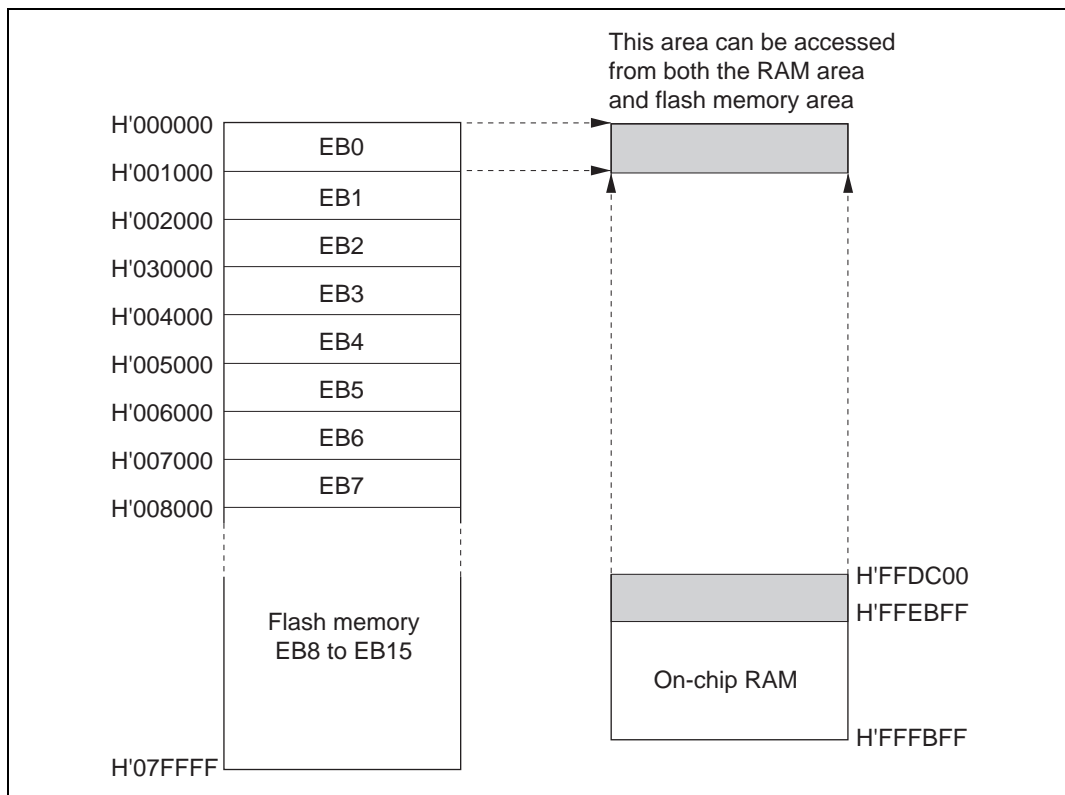 This area can be accessed
from both the RAM area
and flash memory area
H'000000
EB0
H'001000
EB1
H'002000
EB2
H'030000
EB3
H'004000
EB4
H'005000
EB5
H'006000
EB6
H'007000
EB7
H'008000
H'FFDC00
H'FFEBFF
Flash memory
EB8 to EB15
On-chip RAM
H'FFFBFF
H'07FFFF